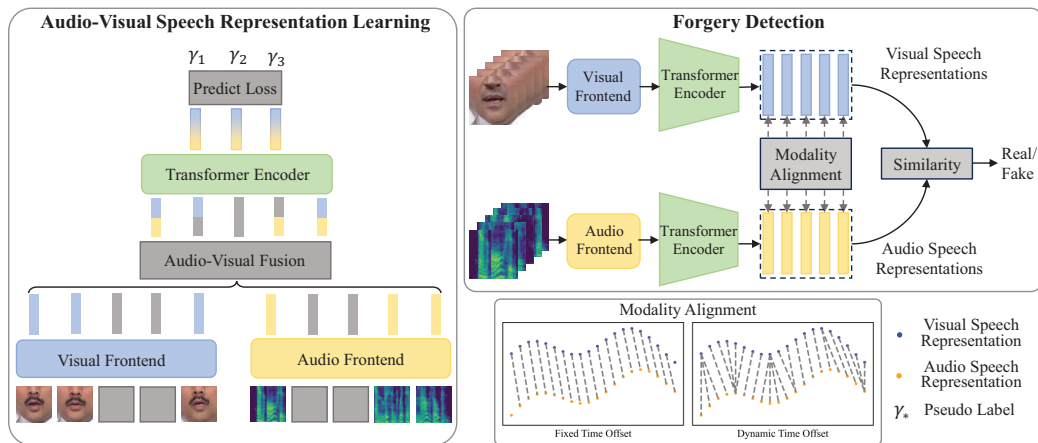 Audio-Visual Speech Representation Learning
γ1 γ2 γ3
Predict Loss
Transformer Encoder
Audio-Visual Fusion
Visual Frontend
Audio Frontend
Forgery Detection
Visual
Frontend
Transformer
Encoder
Visual Speech
Representations
Modality
Alignment
Similarity
Real/
Fake
Audio
Frontend
Transformer
Encoder
Audio Speech
Representations
Modality Alignment
Fixed Time Offset
Dynamic Time Offset
Visual Speech
Representation
Audio Speech
Representation
γ* Pseudo Label